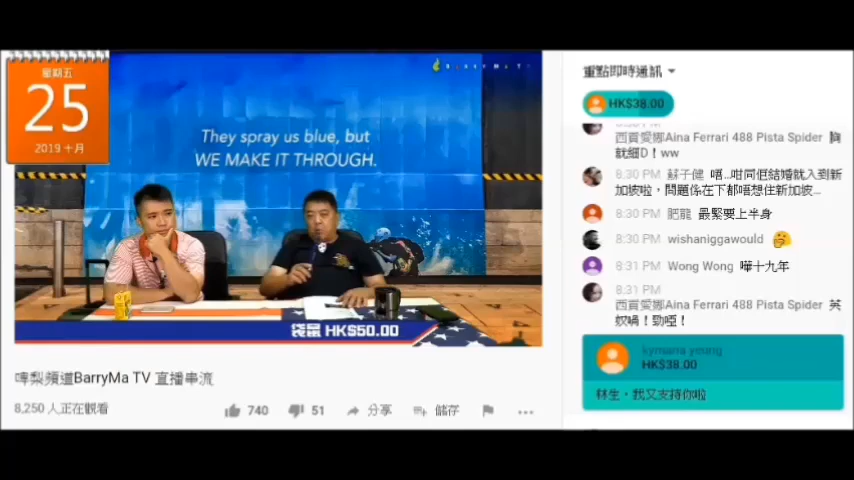 星期五
25
2019 十月
BARRYMA TV
They spray us blue, but
WE MAKE IT THROUGH.
袋鼠 HK$50.00
啤梨頻道BarryMa TV 直播串流
8,250 人正在觀看
740
51
分享
儲存
重點即時通訊
HK$38.00
西貢愛娜Aina Ferrari 488 Pista Spider 胸
就細D！ww
8:30 PM 蘇子健 唔...咁同佢結婚就入到新
加坡啦，問題係在下都唔想住新加坡...
8:30 PM 肥龍 最緊要上半身
8:30 PM wishaniggawould 🤔
8:31 PM Wong Wong 嘩十九年
8:31 PM
西貢愛娜Aina Ferrari 488 Pista Spider 英
奴喎！勁啞！
kymana young
HK$38.00
林生，我又支持你啦